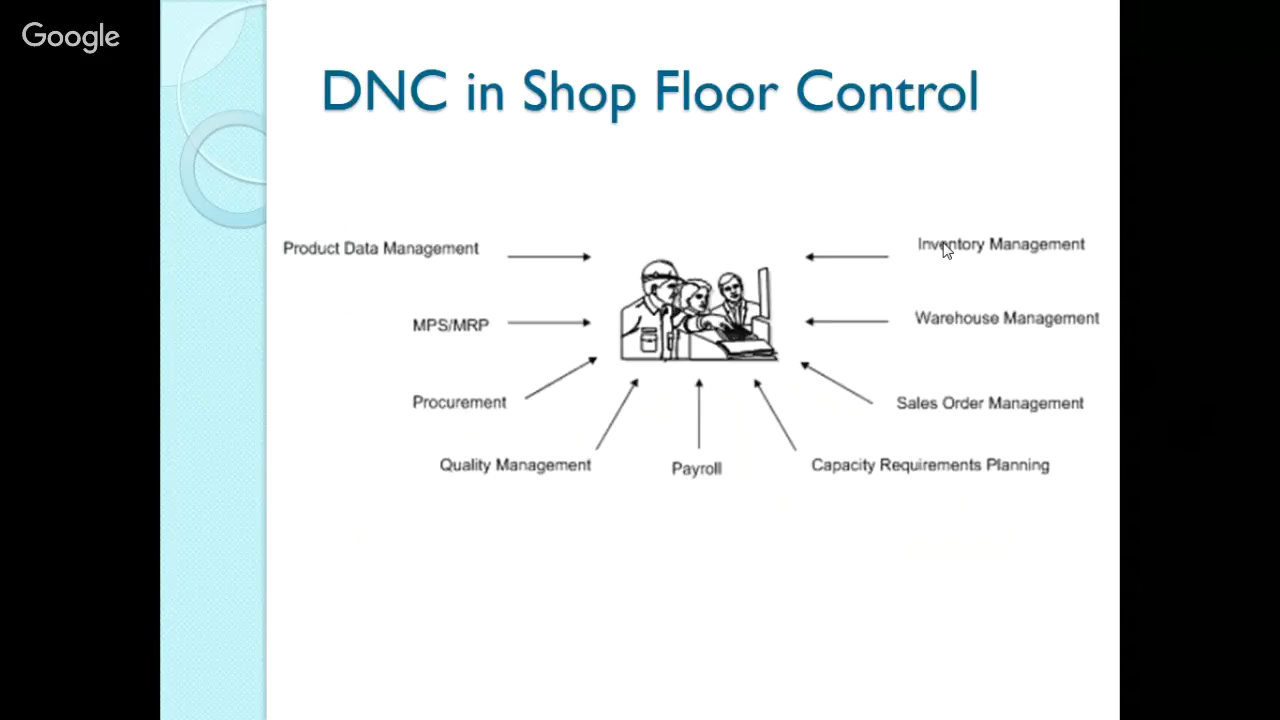 Google
DNC in Shop Floor Control
Product Data Management
Inventory Management
MPS/MRP
Warehouse Management
Procurement
Sales Order Management
Quality Management
Payroll
Capacity Requirements Planning